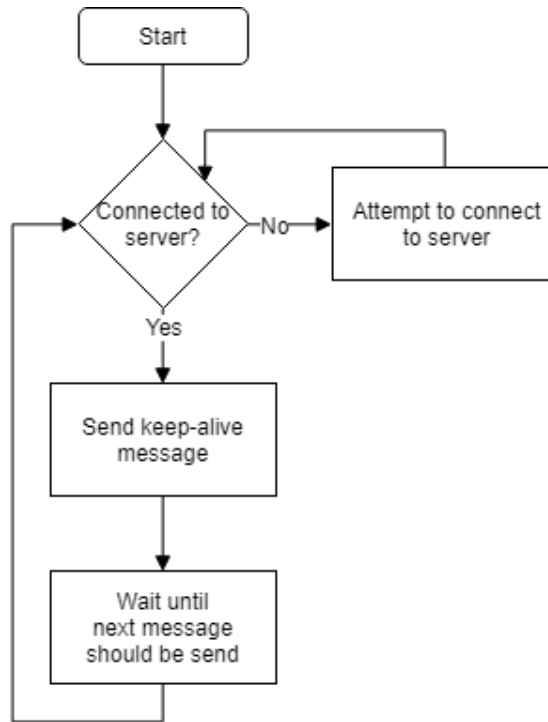 Start
Connected to
server?
No
Attempt to connect
to server
Yes
Send keep-alive
message
Wait until
next message
should be send